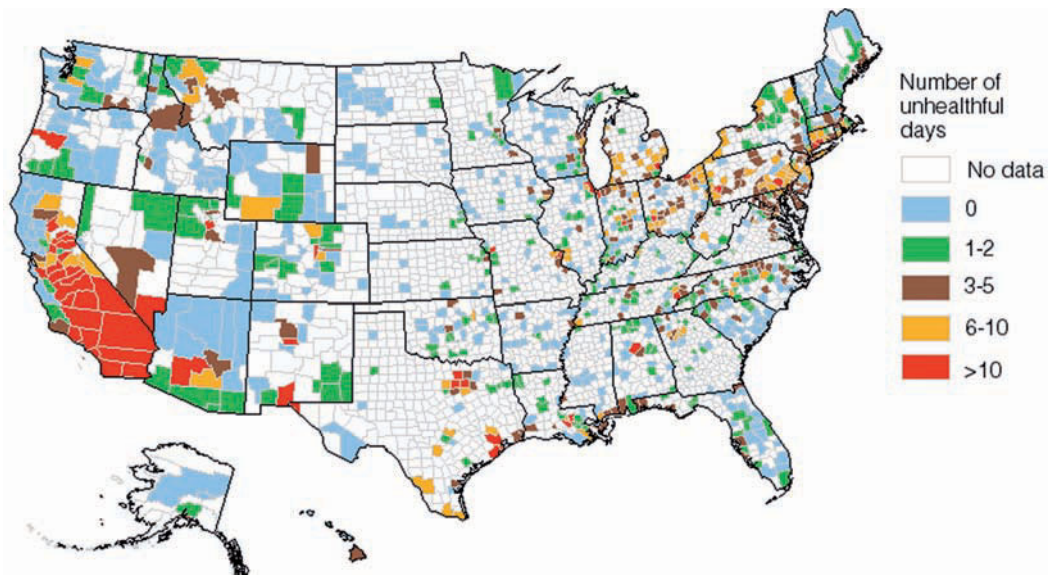 Number of
unhealthful
days
No data
0
1-2
3-5
6-10
>10